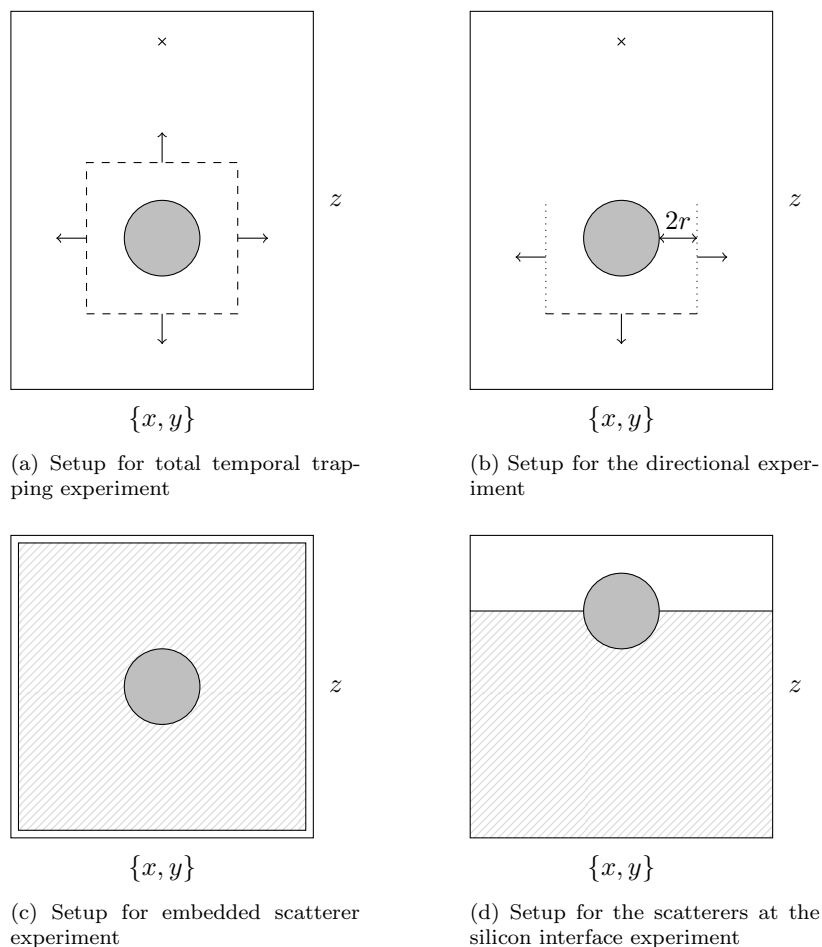 z
z
2r
{x, y}
{x, y}
(a) Setup for total temporal trap-
ping experiment
(b) Setup for the directional exper-
iment
z
z
{x, y}
{x, y}
(c) Setup for embedded scatterer
experiment
(d) Setup for the scatterers at the
silicon interface experiment